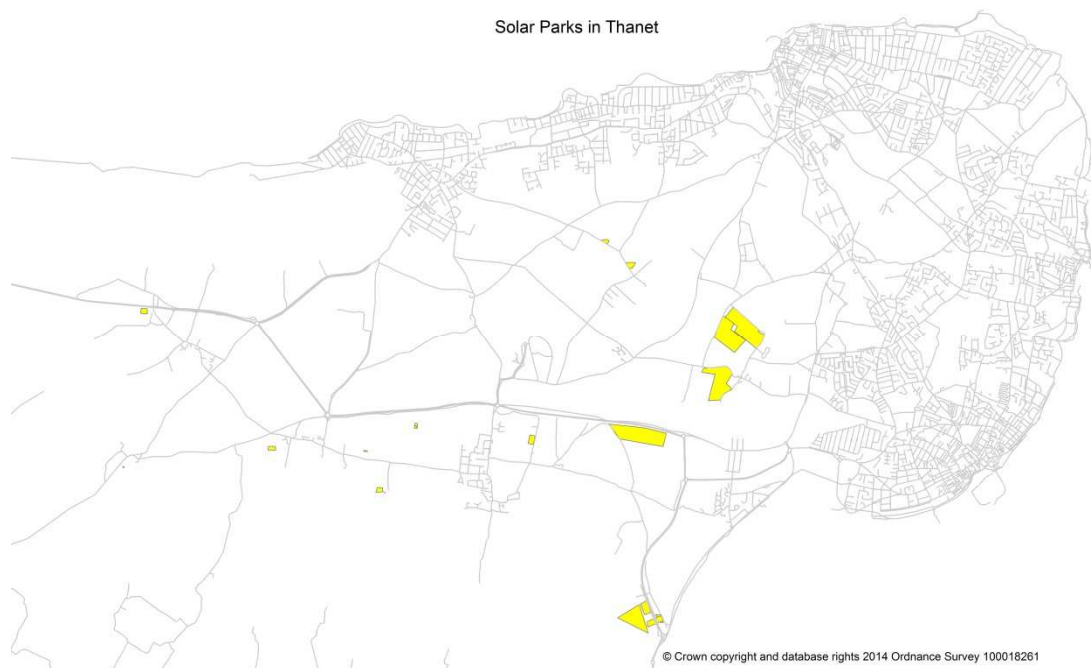 Solar Parks in Thanet
© Crown copyright and database rights 2014 Ordnance Survey 100018261